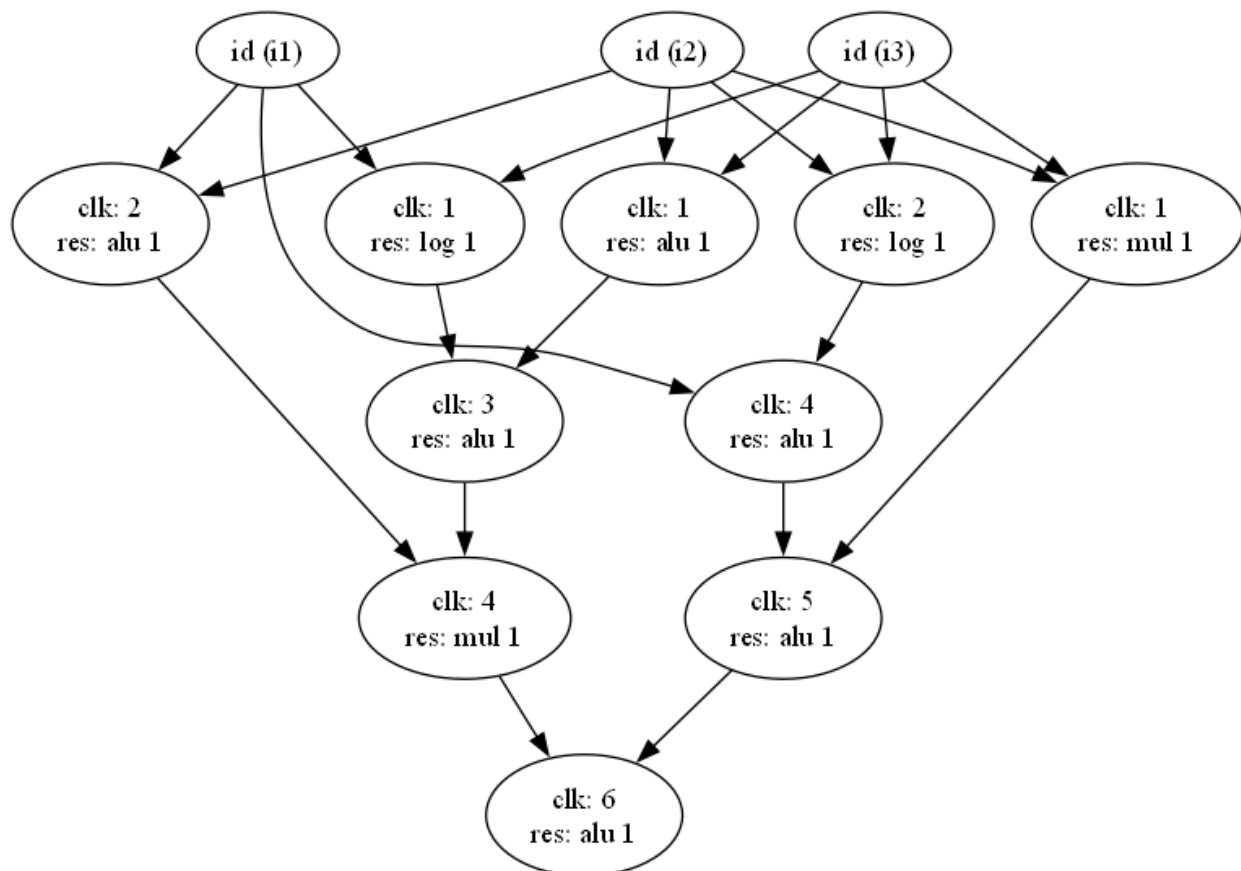 id (i1)
id (i2)
id (i3)
clk: 2
res: alu 1
clk: 1
res: log 1
clk: 1
res: alu 1
clk: 2
res: log 1
clk: 1
res: mul 1
clk: 3
res: alu 1
clk: 4
res: alu 1
clk: 4
res: mul 1
clk: 5
res: alu 1
clk: 6
res: alu 1